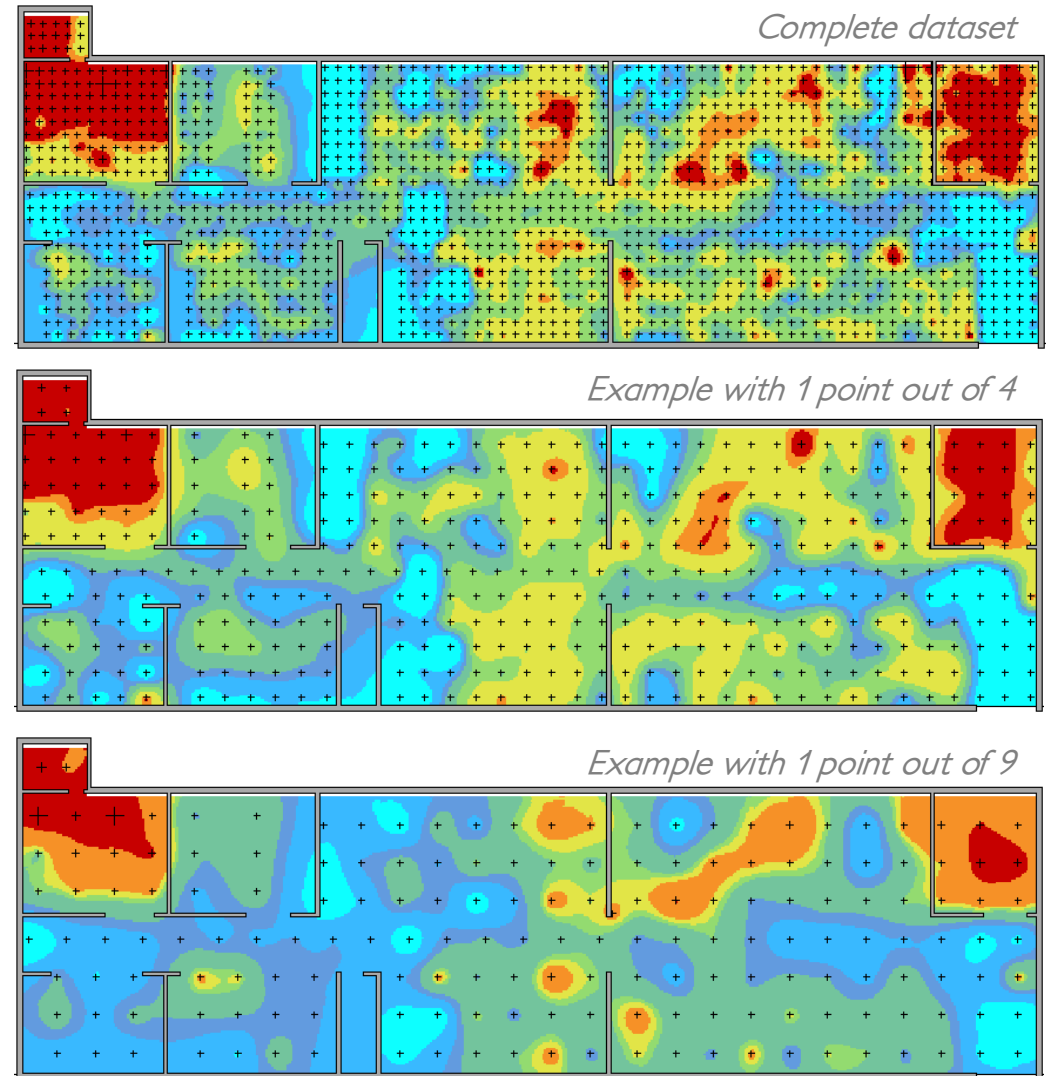 Complete dataset
Example with 1 point out of 4
Example with 1 point out of 9